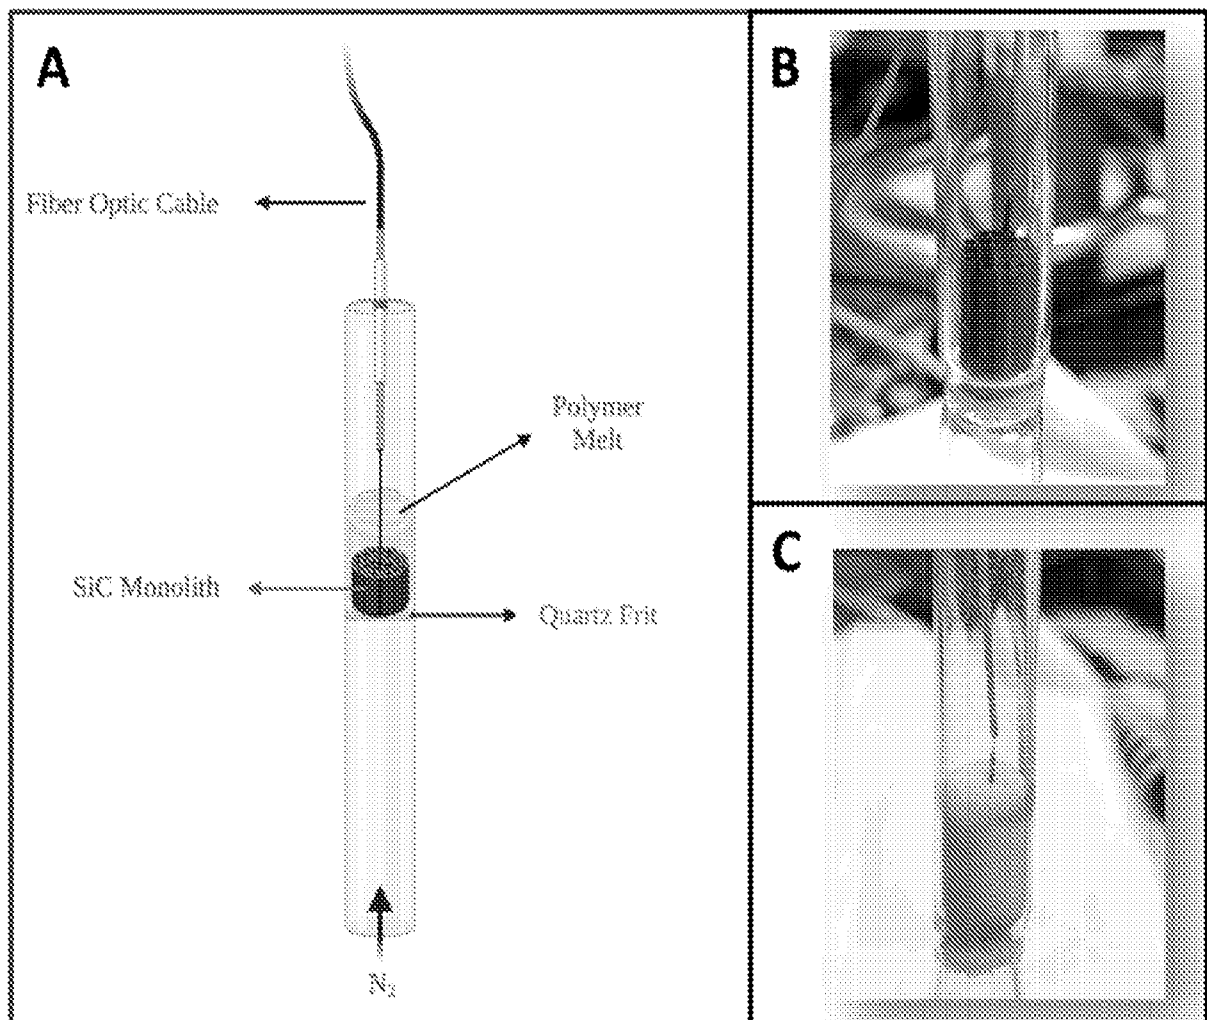 A
B
Fiber Optic Cable
Polymer
Melt
C
SiC Monolith
Quartz Frit
N₂